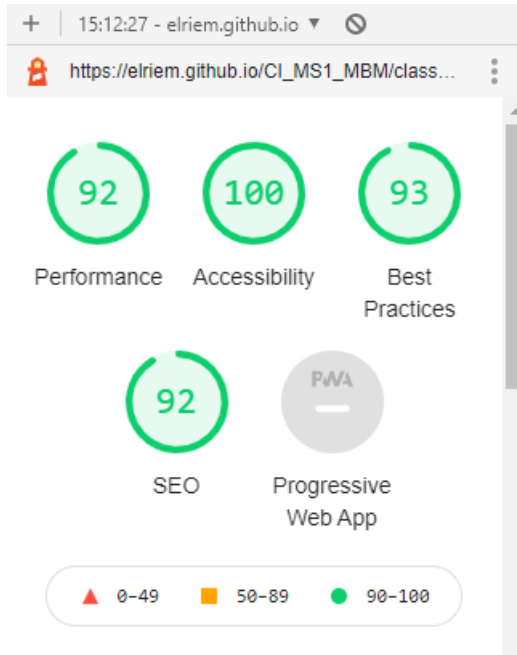 + 15:12:27 - elriem.github.io ▼
https://elriem.github.io/CI_MS1_MBM/class...
92 100 93
Performance Accessibility Best
Practices
92 PWA
SEO Progressive
Web App
0–49 50–89 90–100